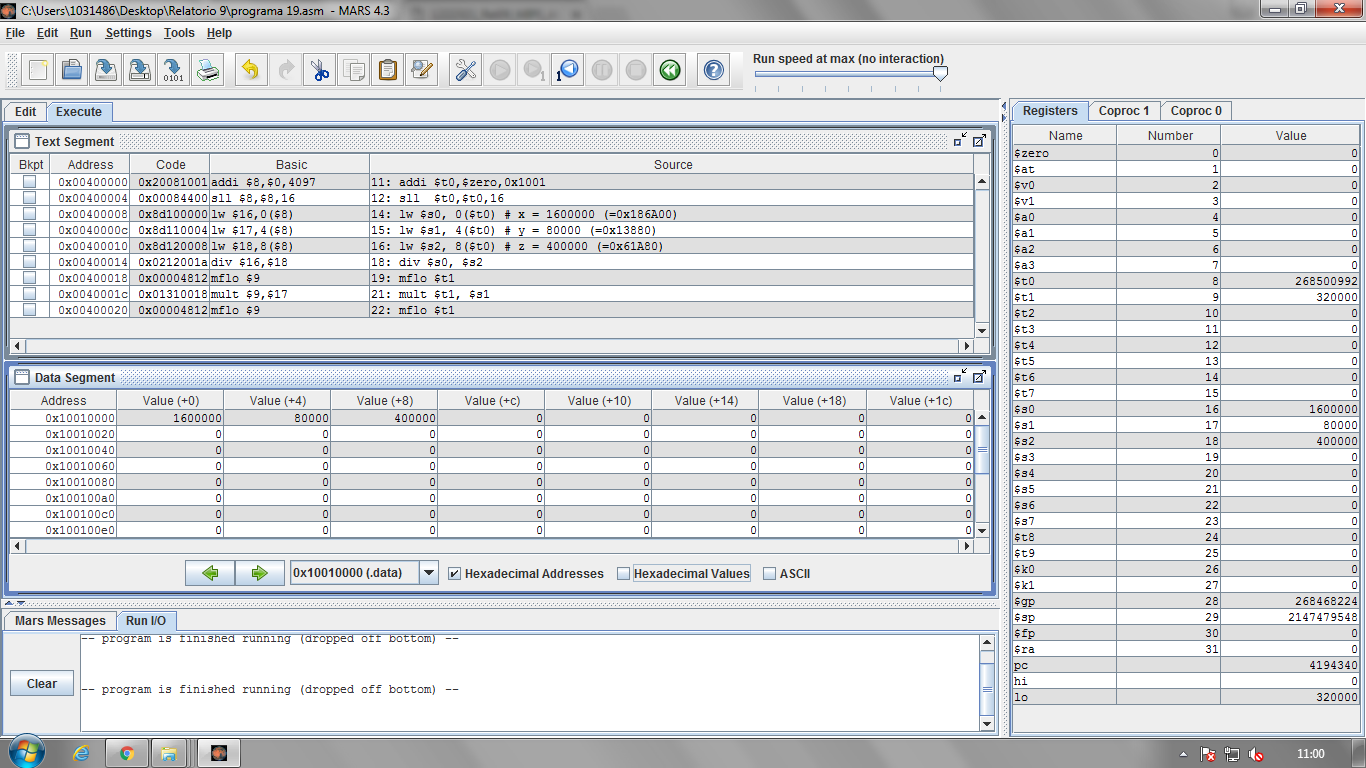 C:\Users\1031486\Desktop\Relatorio 9\programa 19.asm - MARS 4.3
File Edit Run Settings Tools Help
Run speed at max (no interaction)
Edit Execute
Text Segment
Bkpt Address Code Basic Source
0x00400000 0x20081001 addi $8,$0,4097 11: addi $t0,$zero,0x1001
0x00400004 0x00084400 sll $8,$8,16 12: sll $t0,$t0,16
0x00400008 0x8d100000 lw $16,0($8) 14: lw $s0, 0($t0) # x = 1600000 (=0x186A00)
0x0040000c 0x8d110004 lw $17,4($8) 15: lw $s1, 4($t0) # y = 80000 (=0x13880)
0x00400010 0x8d120008 lw $18,8($8) 16: lw $s2, 8($t0) # z = 400000 (=0x61A80)
0x00400014 0x0212001a div $16,$18 18: div $s0, $s2
0x00400018 0x00004812 mflo $9 19: mflo $t1
0x0040001c 0x01310018 mult $9,$17 21: mult $t1, $s1
0x00400020 0x00004812 mflo $9 22: mflo $t1
Data Segment
Address Value (+0) Value (+4) Value (+8) Value (+c) Value (+10) Value (+14) Value (+18) Value (+1c)
0x10010000 1600000 80000 400000 0 0 0 0 0
0x10010020 0 0 0 0 0 0 0 0
0x10010040 0 0 0 0 0 0 0 0
0x10010060 0 0 0 0 0 0 0 0
0x10010080 0 0 0 0 0 0 0 0
0x100100a0 0 0 0 0 0 0 0 0
0x100100c0 0 0 0 0 0 0 0 0
0x100100e0 0 0 0 0 0 0 0 0
0x10010000 (.data) Hexadecimal Addresses Hexadecimal Values ASCII
Mars Messages Run I/O
-- program is finished running (dropped off bottom) --
-- program is finished running (dropped off bottom) --
Clear
Registers Coproc 1 Coproc 0
Name Number Value
$zero 0 0
$at 1 0
$v0 2 0
$v1 3 0
$a0 4 0
$a1 5 0
$a2 6 0
$a3 7 0
$t0 8 268500992
$t1 9 320000
$t2 10 0
$t3 11 0
$t4 12 0
$t5 13 0
$t6 14 0
$t7 15 0
$s0 16 1600000
$s1 17 80000
$s2 18 400000
$s3 19 0
$s4 20 0
$s5 21 0
$s6 22 0
$s7 23 0
$t8 24 0
$t9 25 0
$k0 26 0
$k1 27 0
$gp 28 268468224
$sp 29 2147479548
$fp 30 0
$ra 31 0
pc 4194340
hi 0
lo 320000
11:00